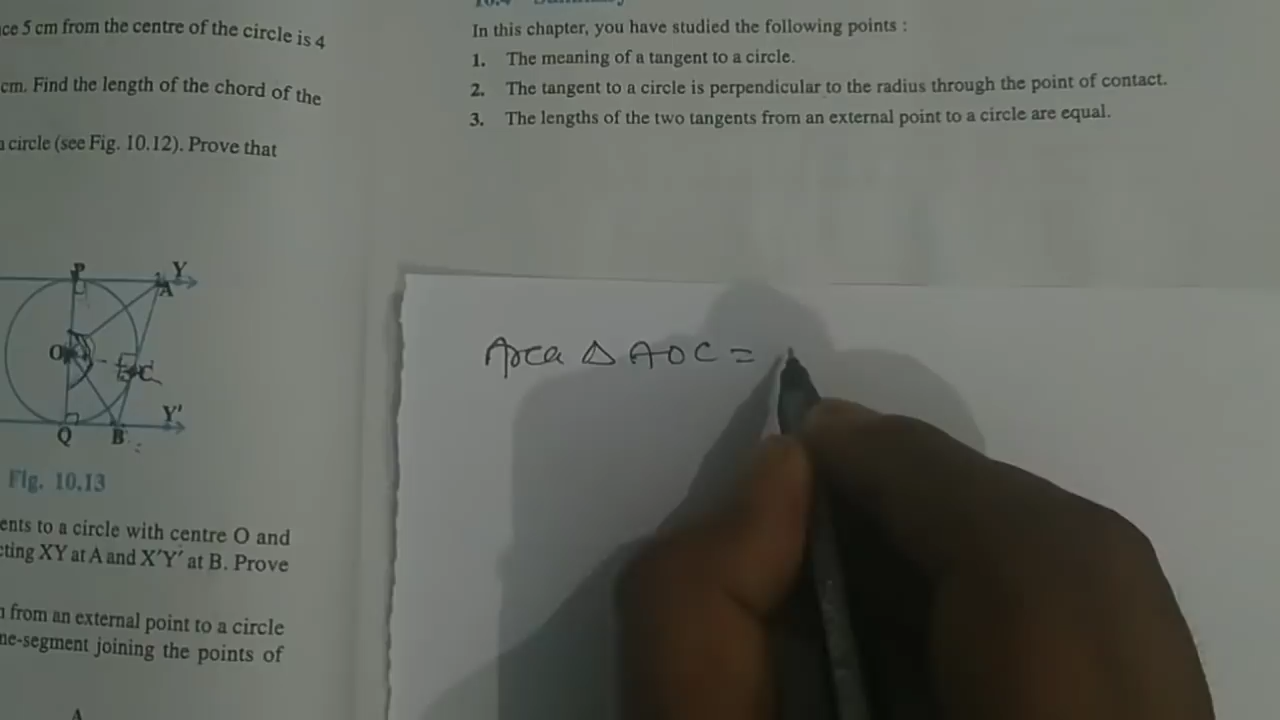 ce 5 cm from the centre of the circle is 4
cm. Find the length of the chord of the
circle (see Fig. 10.12). Prove that
P
Y
A
O
C
Y'
Q
B
Fig. 10.13
ents to a circle with centre O and
cting XY at A and X'Y' at B. Prove
from an external point to a circle
ne-segment joining the points of
A
10.4 Summary
In this chapter, you have studied the following points :
1. The meaning of a tangent to a circle.
2. The tangent to a circle is perpendicular to the radius through the point of contact.
3. The lengths of the two tangents from an external point to a circle are equal.
Area △ AOC =